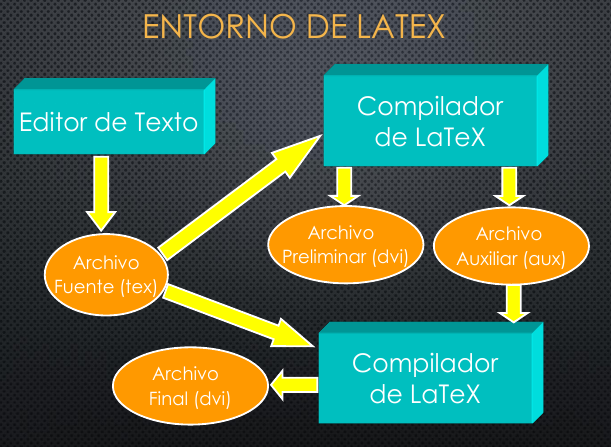 ENTORNO DE LATEX
Editor de Texto
Compilador
de LaTeX
Archivo
Fuente (tex)
Archivo
Preliminar (dvi)
Archivo
Auxiliar (aux)
Compilador
de LaTeX
Archivo
Final (dvi)